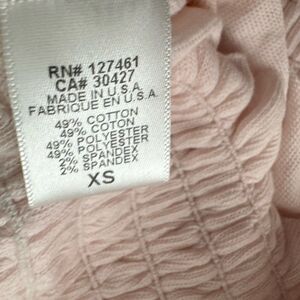 RN# 127461
CA# 30427
MADE IN U.S.A.
FABRIQUE EN U.S.A.
49% COTTON
49% COTON
49% POLYESTER
49% POLYESTER
2% SPANDEX
2% SPANDEX
XS